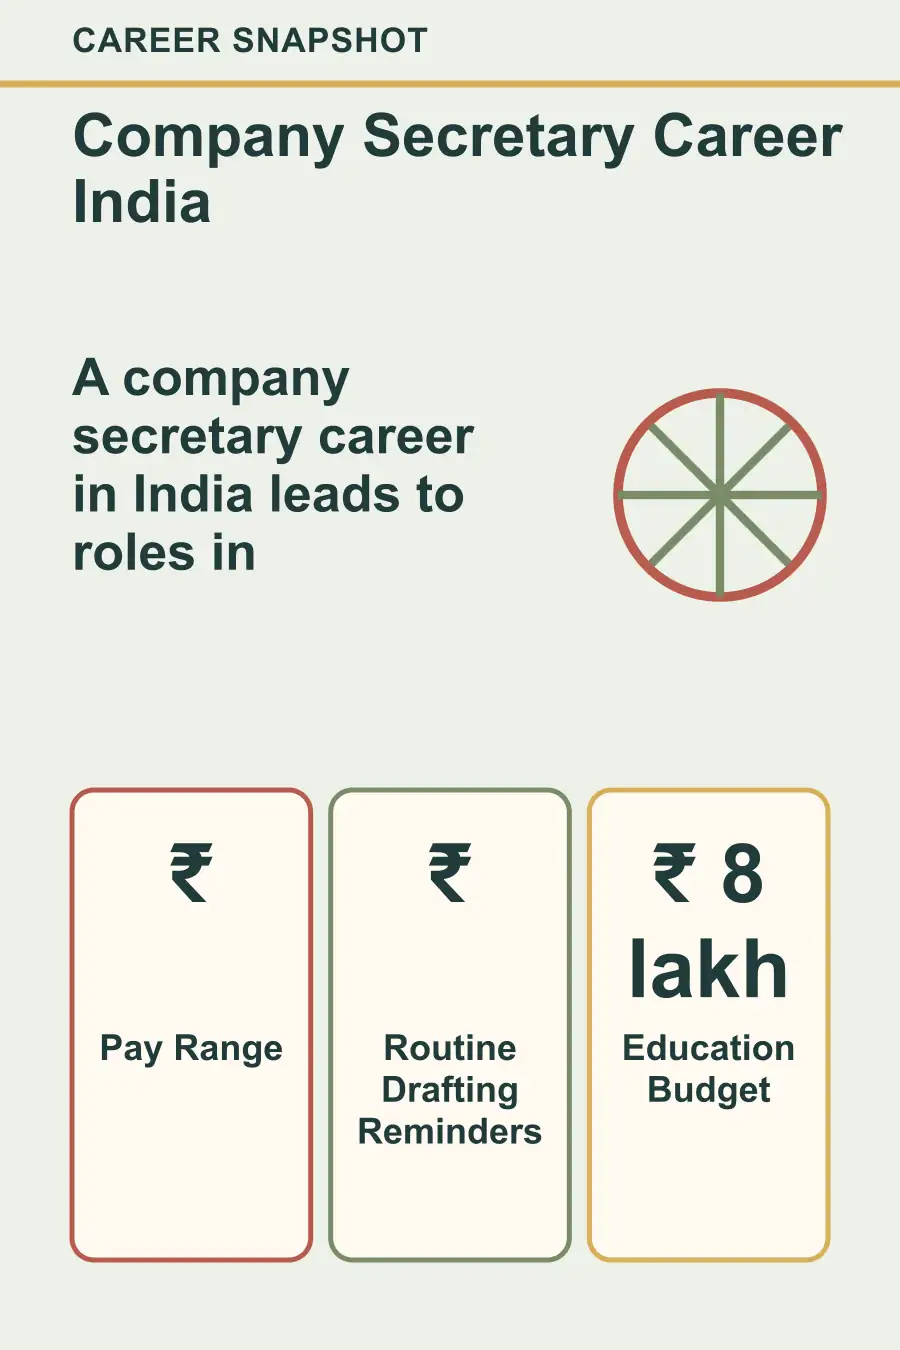 CAREER SNAPSHOT
Company Secretary Career
India
A company
secretary career
in India leads to
roles in
₹
Pay Range
₹
Routine
Drafting
Reminders
₹ 8
lakh
Education
Budget